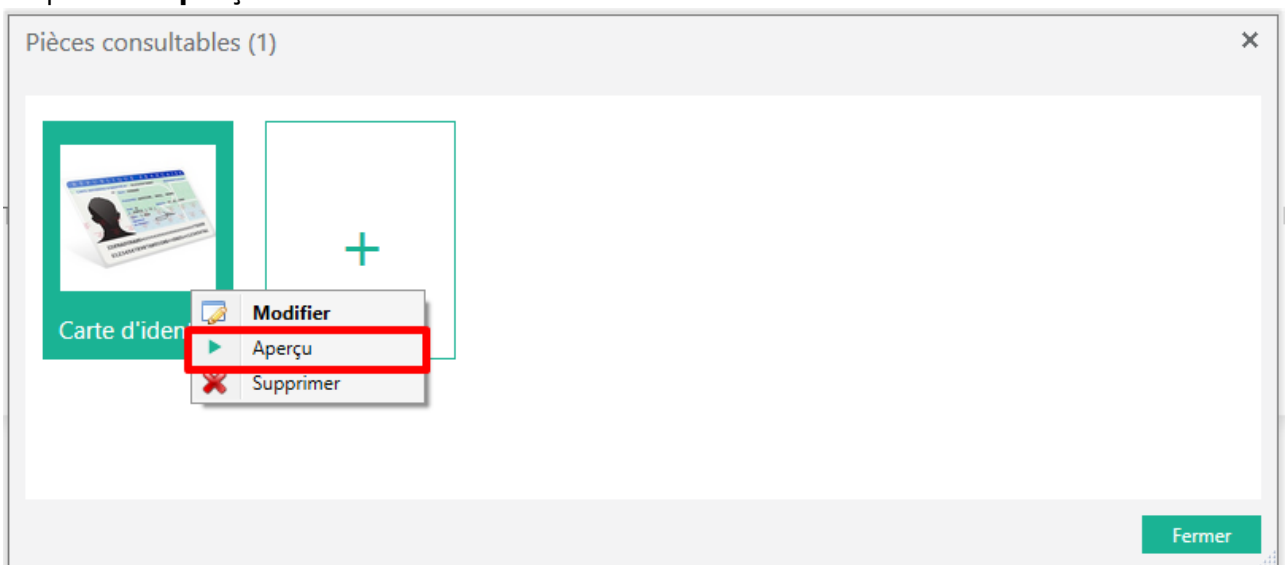 Pièces consultables (1)
Carte d'iden
Modifier
Aperçu
Supprimer
Fermer